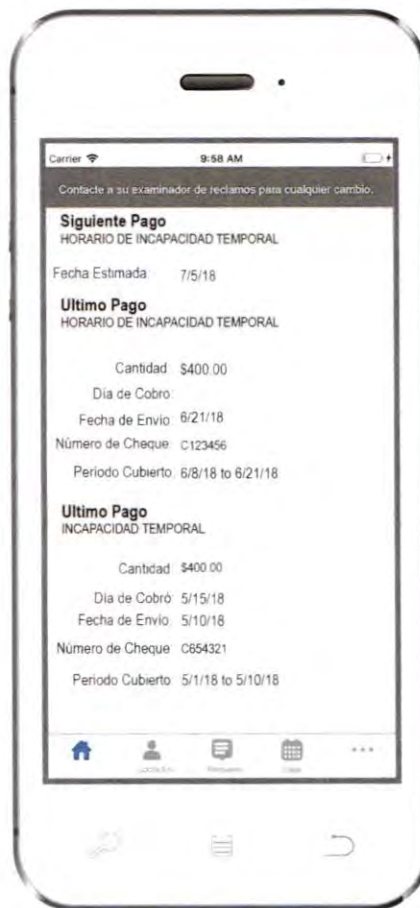 Carrier 9:58 AM
Contacte a su examinador de reclamos para cualquier cambio.
Siguiente Pago
HORARIO DE INCAPACIDAD TEMPORAL
Fecha Estimada 7/5/18
Ultimo Pago
HORARIO DE INCAPACIDAD TEMPORAL
Cantidad $400.00
Día de Cobro
Fecha de Envio 6/21/18
Número de Cheque C123456
Periodo Cubierto 6/8/18 to 6/21/18
Ultimo Pago
INCAPACIDAD TEMPORAL
Cantidad $400.00
Día de Cobró 5/15/18
Fecha de Envio 5/10/18
Número de Cheque C654321
Periodo Cubierto 5/1/18 to 5/10/18